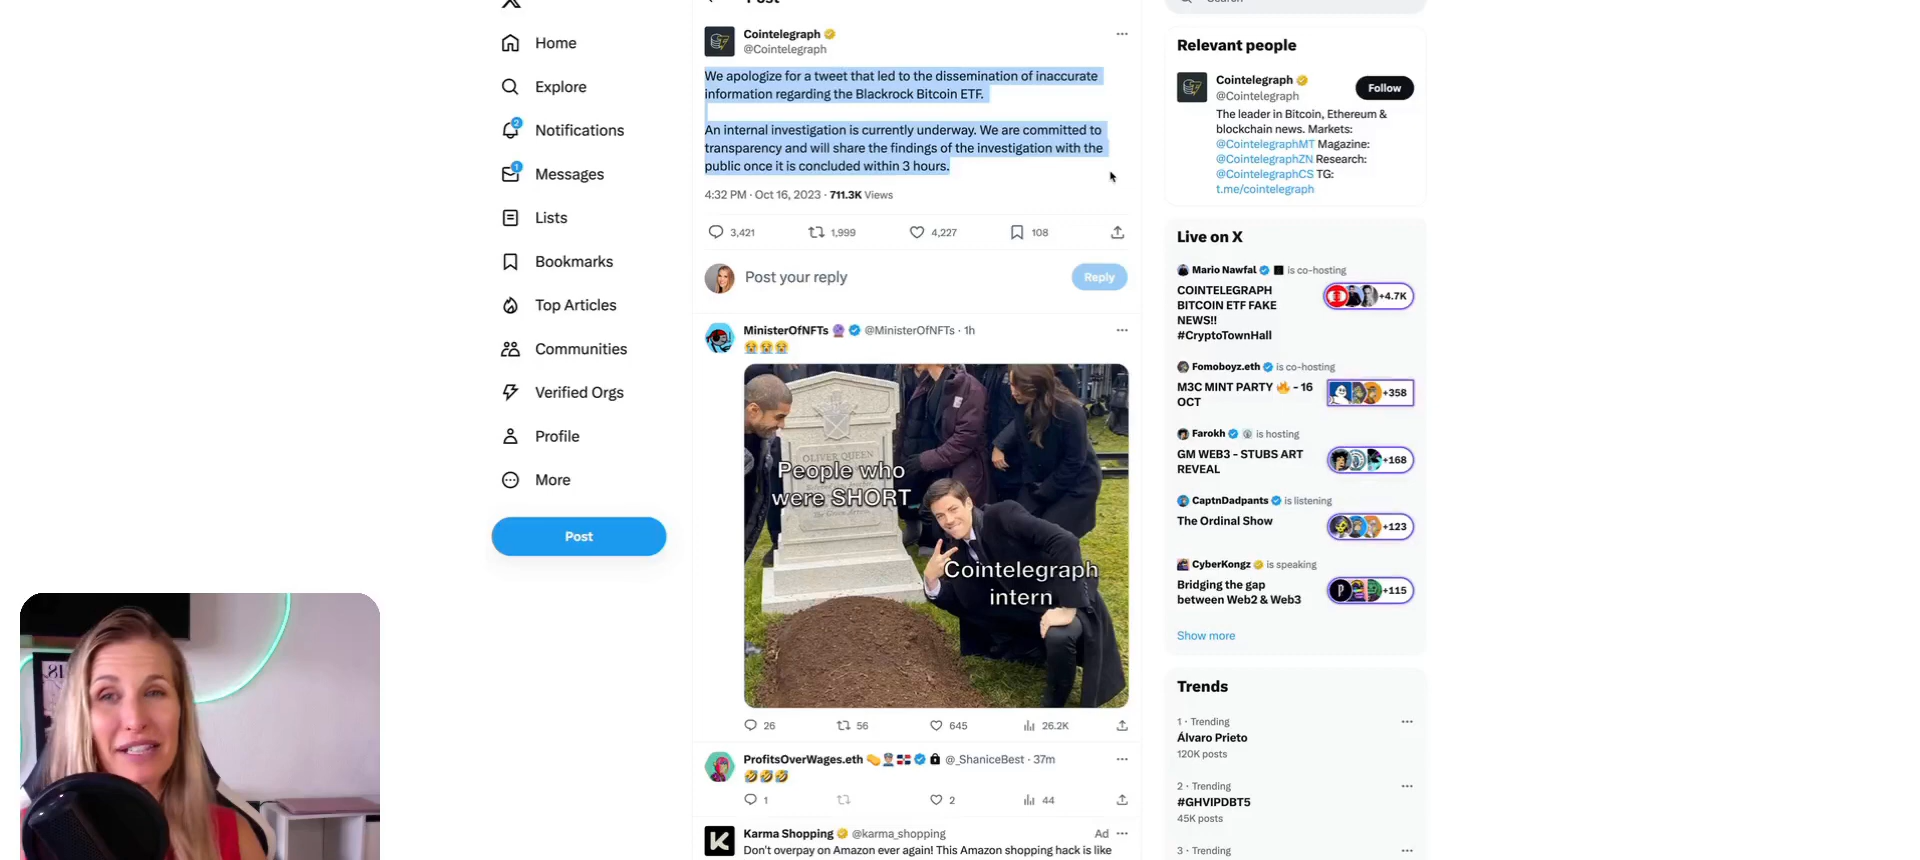 Post
Search
Home
Explore
2
Notifications
1
Messages
Lists
Bookmarks
Top Articles
Communities
Verified Orgs
Profile
More
Post
Cointelegraph
@Cointelegraph
We apologize for a tweet that led to the dissemination of inaccurate
information regarding the Blackrock Bitcoin ETF.
An internal investigation is currently underway. We are committed to
transparency and will share the findings of the investigation with the
public once it is concluded within 3 hours.
4:32 PM · Oct 16, 2023 · 711.3K Views
3,421 1,999 4,227 108
Post your reply
Reply
MinisterOfNFTs @MinisterOfNFTs · 1h
OLIVER QUEEN
People who
were SHORT
Cointelegraph
intern
26 56 645 26.2K
ProfitsOverWages.eth @_ShaniceBest · 37m
1 2 44
Karma Shopping @karma_shopping Ad
Don't overpay on Amazon ever again! This Amazon shopping hack is like
Relevant people
Cointelegraph
@Cointelegraph
Follow
The leader in Bitcoin, Ethereum &
blockchain news. Markets:
@CointelegraphMT Magazine:
@CointelegraphZN Research:
@CointelegraphCS TG:
t.me/cointelegraph
Live on X
Mario Nawfal is co-hosting
COINTELEGRAPH
BITCOIN ETF FAKE
NEWS!!
#CryptoTownHall
+4.7K
Fomoboyz.eth is co-hosting
M3C MINT PARTY 🔥 - 16
OCT
+358
Farokh is hosting
GM WEB3 - STUBS ART
REVEAL
+168
CaptnDadpants is listening
The Ordinal Show
+123
CyberKongz is speaking
Bridging the gap
between Web2 & Web3
+115
Show more
Trends
1 · Trending
Álvaro Prieto
120K posts
2 · Trending
#GHVIPDBT5
45K posts
3 · Trending